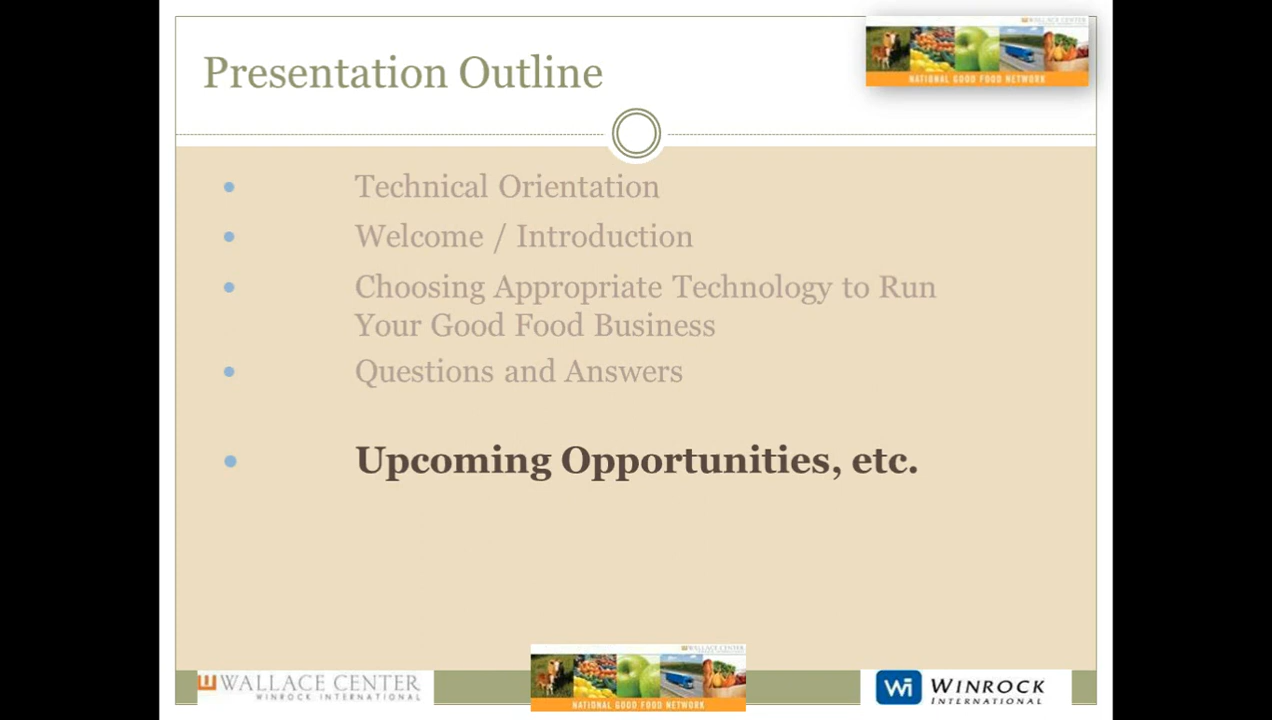 Presentation Outline
WALLACE CENTER
NATIONAL GOOD FOOD NETWORK
Technical Orientation
Welcome / Introduction
Choosing Appropriate Technology to Run
Your Good Food Business
Questions and Answers
Upcoming Opportunities, etc.
WALLACE CENTER
WINROCK INTERNATIONAL
WALLACE CENTER
NATIONAL GOOD FOOD NETWORK
Wi WINROCK
INTERNATIONAL